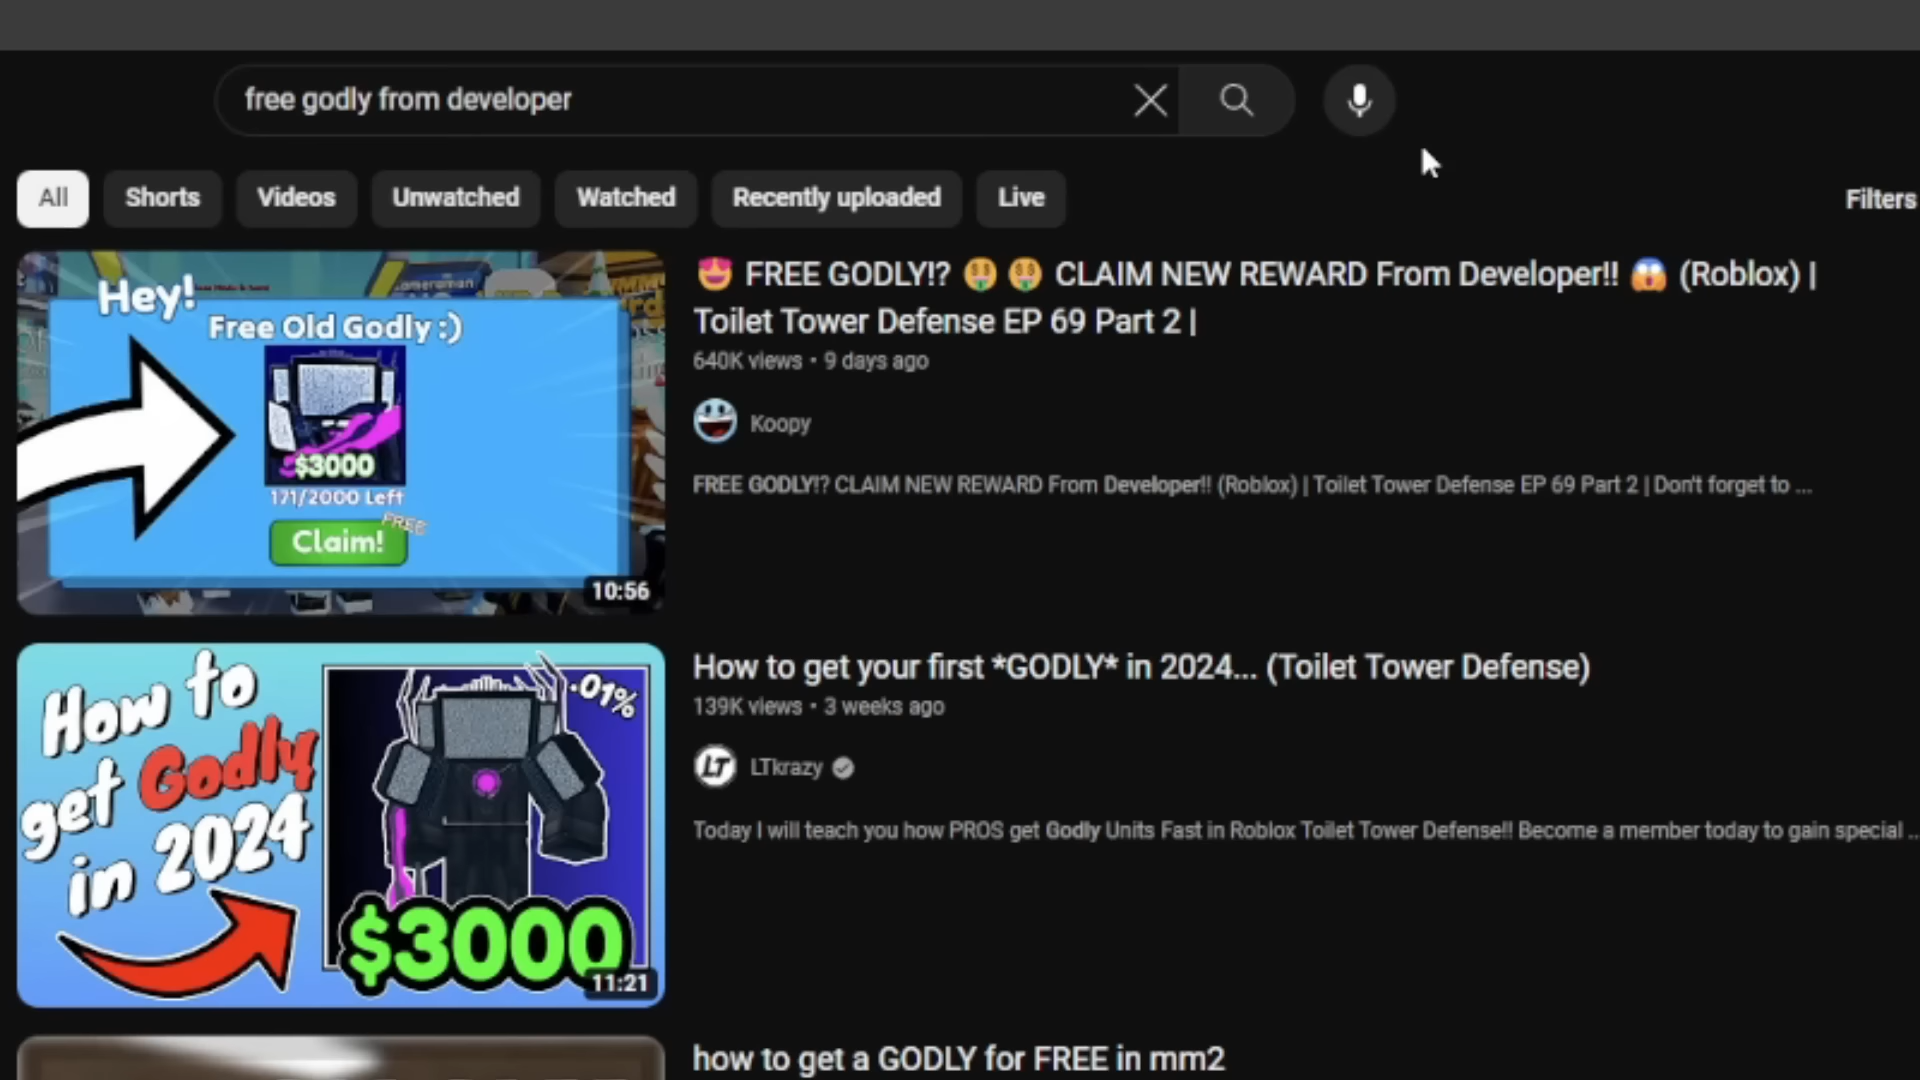 free godly from developer
All
Shorts
Videos
Unwatched
Watched
Recently uploaded
Live
Filters
Hey!
Free Old Godly :)
$3000
171/2000 Left
FREE
Claim!
10:56
😍 FREE GODLY!? 🤑 🤑 CLAIM NEW REWARD From Developer!! 😱 (Roblox) |
Toilet Tower Defense EP 69 Part 2 |
640K views • 9 days ago
Koopy
FREE GODLY!? CLAIM NEW REWARD From Developer!! (Roblox) | Toilet Tower Defense EP 69 Part 2 | Don't forget to ...
How to
get Godly
in 2024
.01%
$3000
11:21
How to get your first *GODLY* in 2024... (Toilet Tower Defense)
139K views • 3 weeks ago
LT
LTkrazy
Today I will teach you how PROS get Godly Units Fast in Roblox Toilet Tower Defense!! Become a member today to gain special ...
how to get a GODLY for FREE in mm2